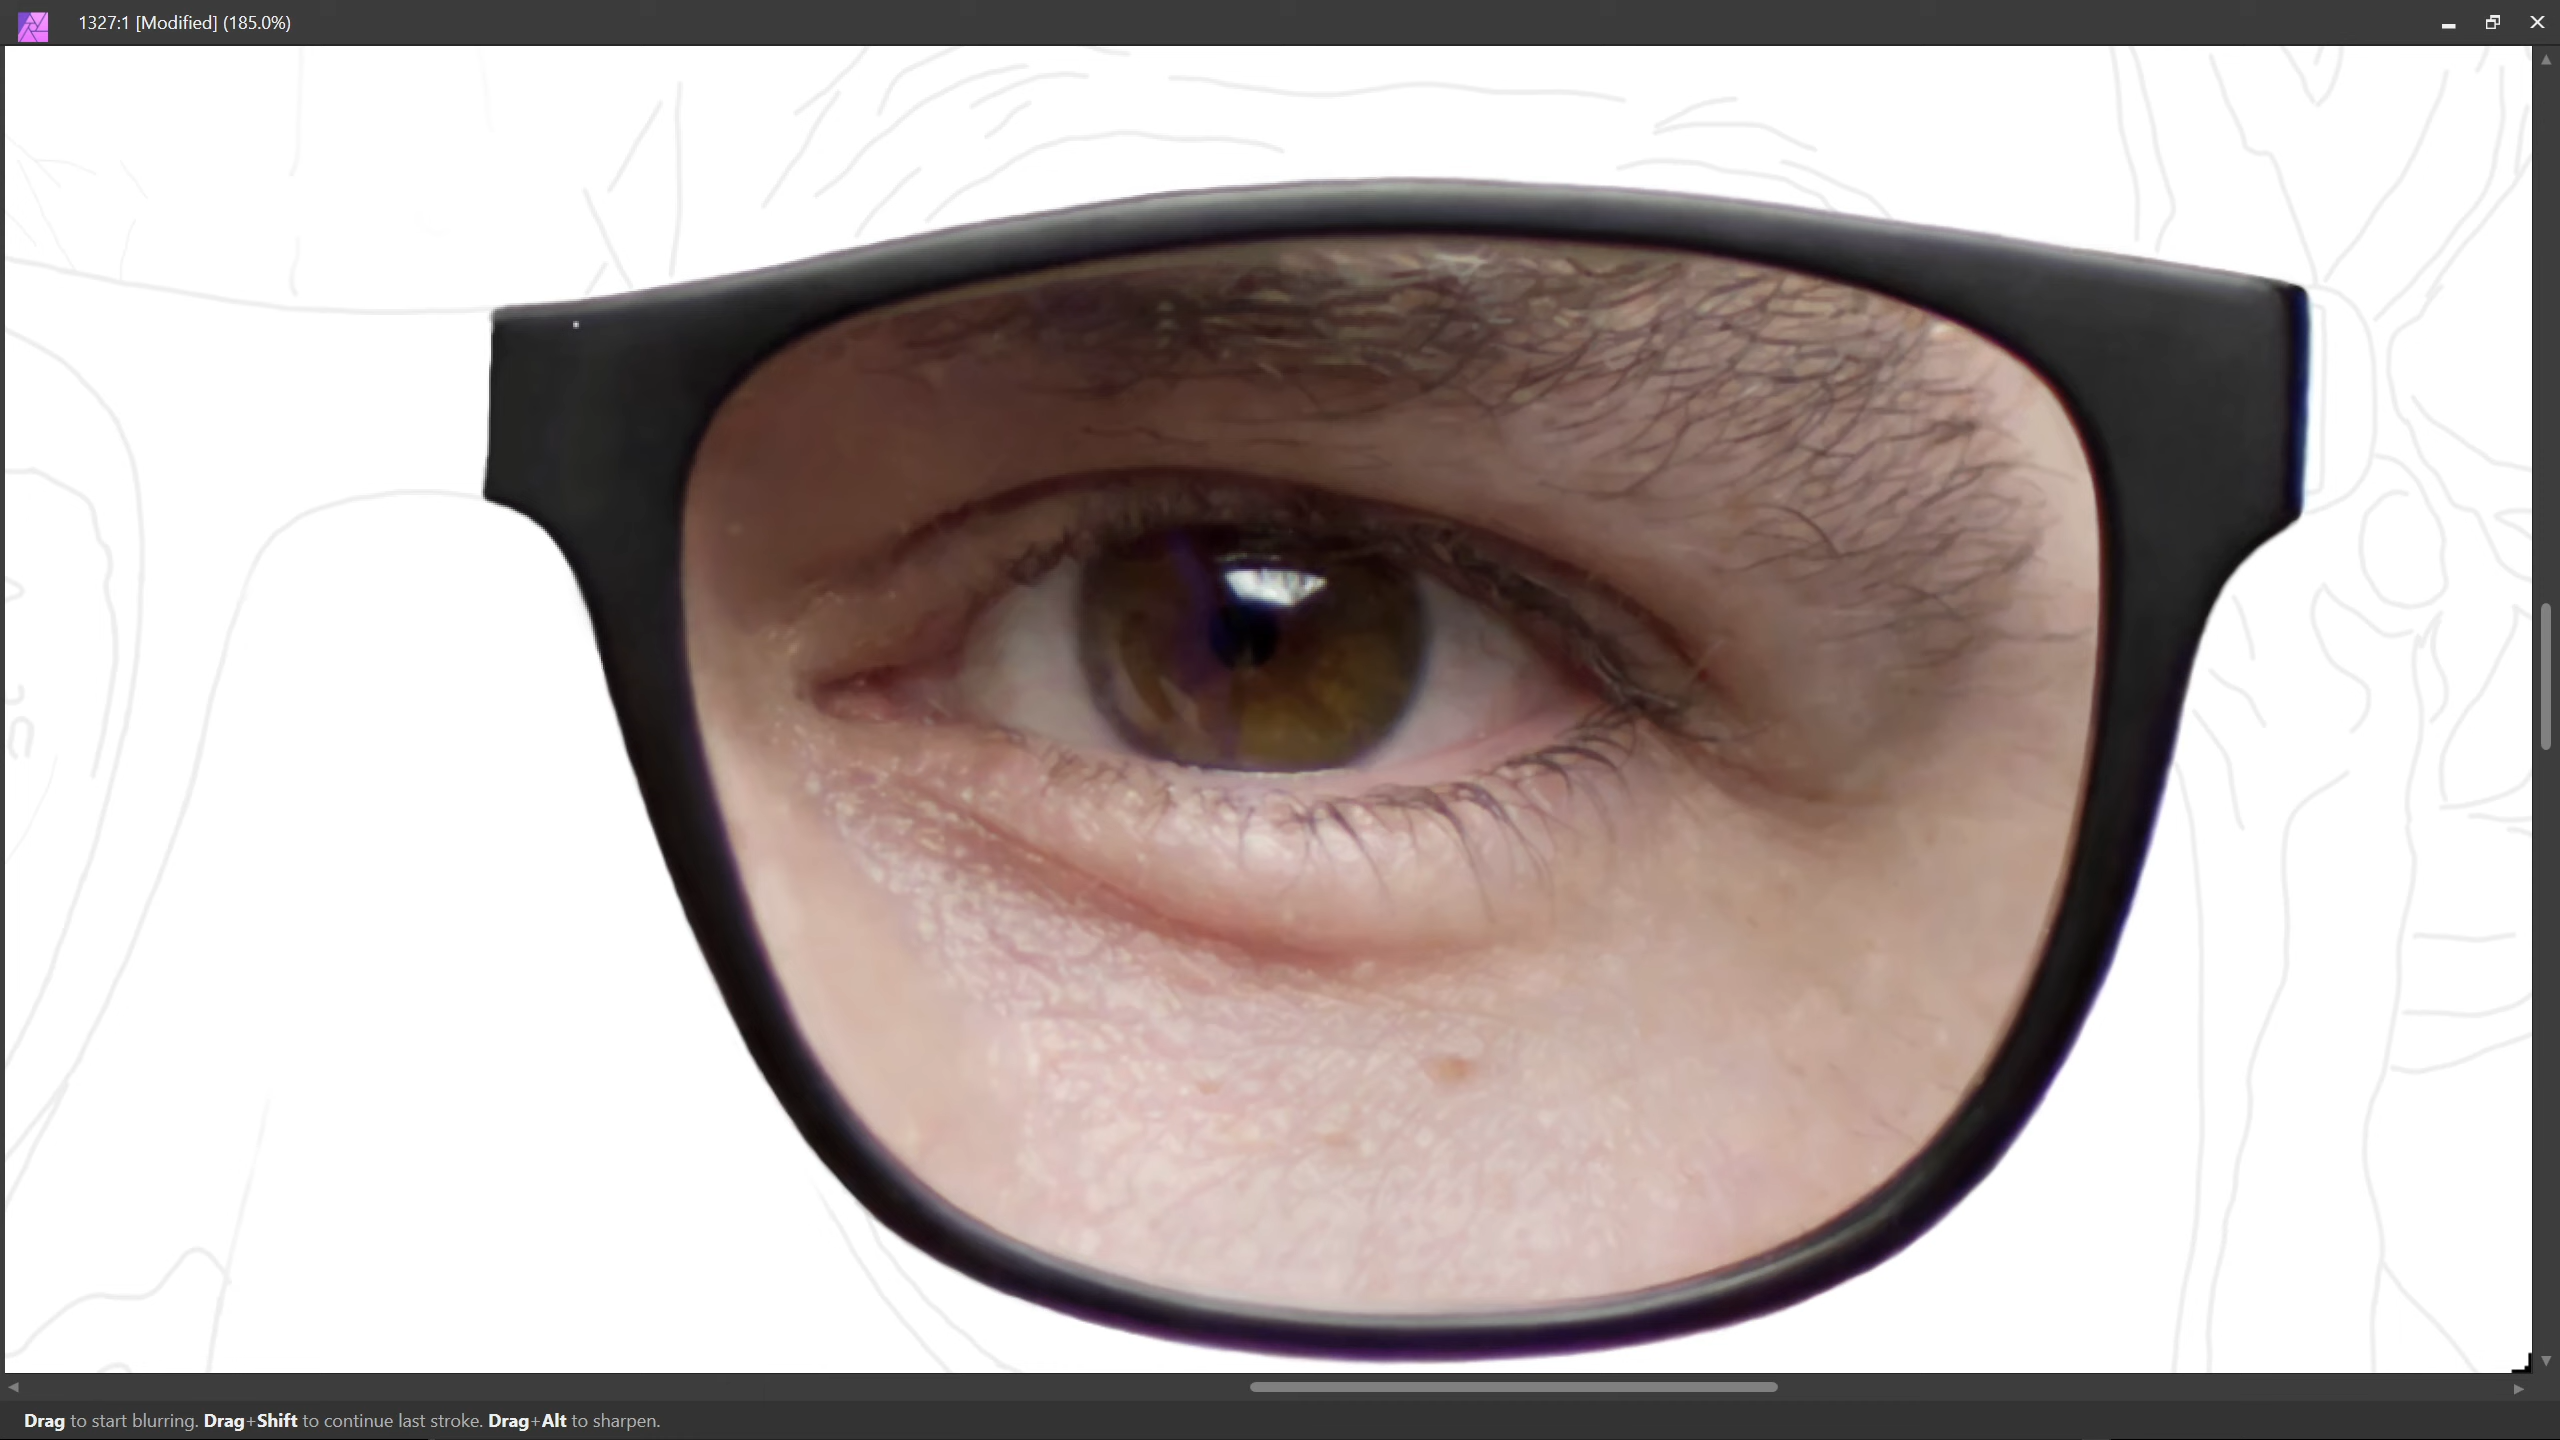 1327:1 [Modified] (185.0%)
Drag to start blurring. Drag+Shift to continue last stroke. Drag+Alt to sharpen.